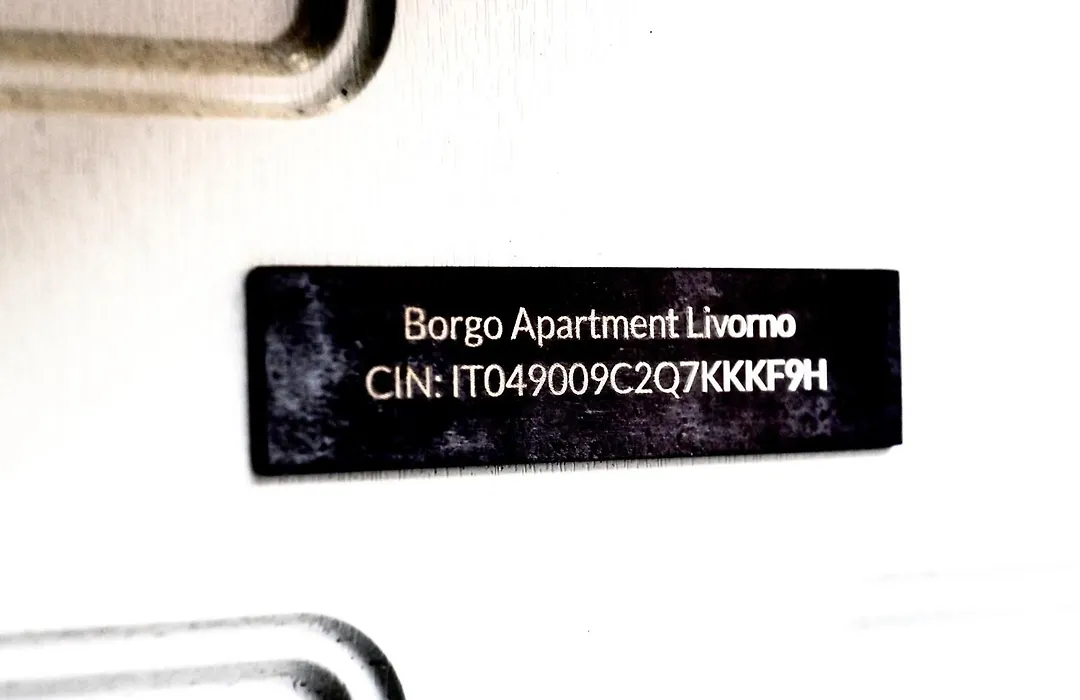 Borgo Apartment Livorno
CIN: IT049009C2Q7KKKF9H